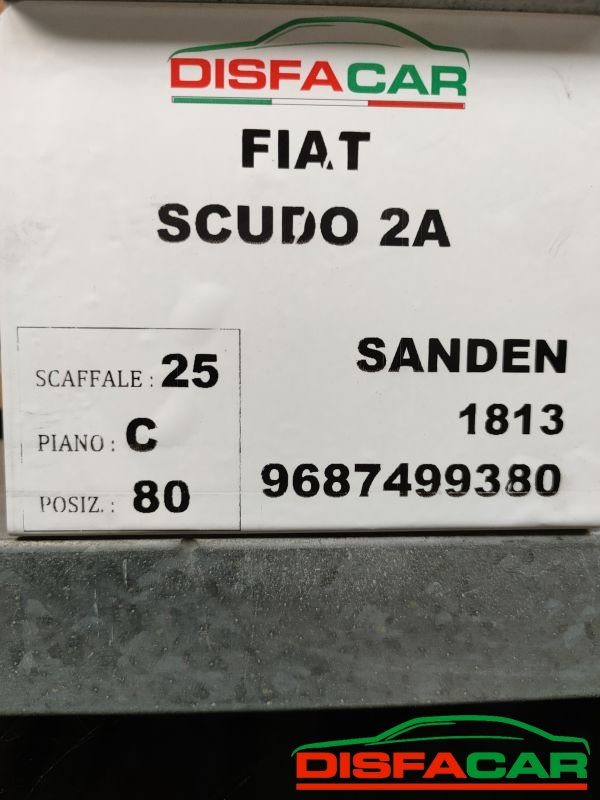 DISFACAR
FIAT
SCUDO 2A
SCAFFALE : 25
PIANO : C
POSIZ. : 80
SANDEN
1813
9687499380
DISFACAR